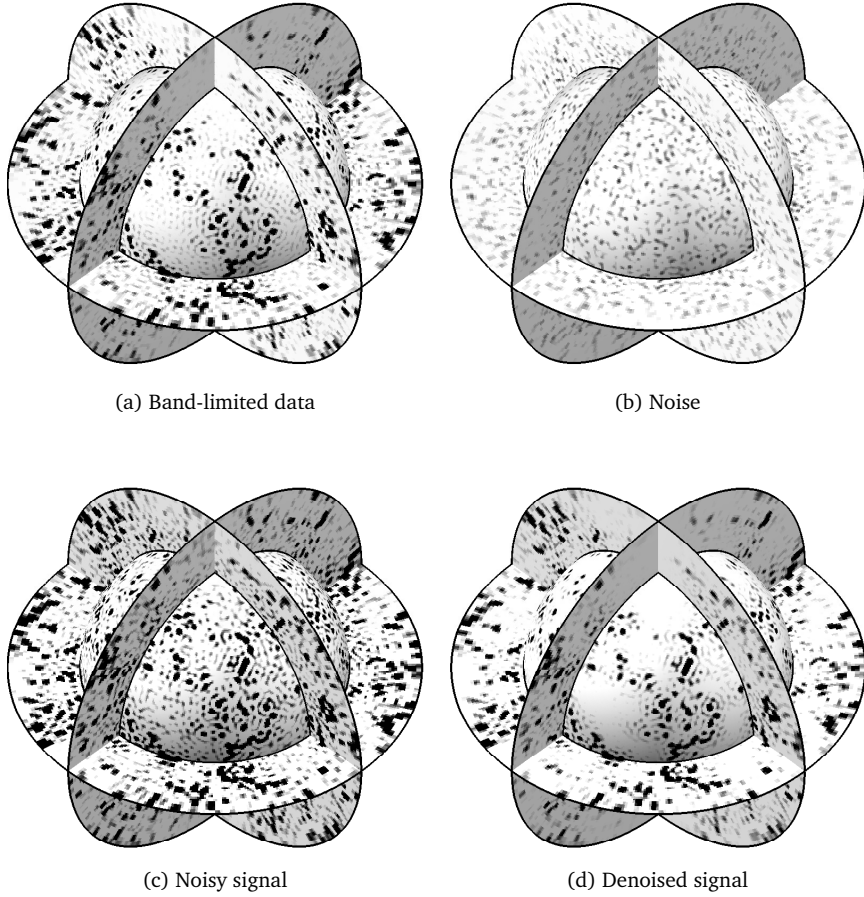 (a) Band-limited data
(b) Noise
(c) Noisy signal
(d) Denoised signal